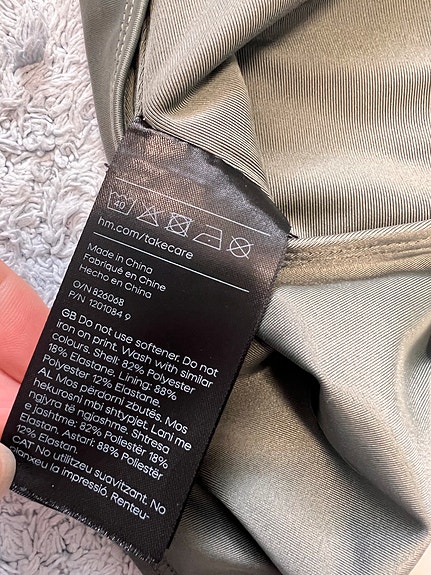 40
hm.com/takecare
Made in China
Fabriqué en Chine
Hecho en China
O/N 826068
P/N 1201084 9
GB Do not use softener. Do not
iron on print. Wash with similar
colours. Shell: 82% Polyester
18% Elastane. Lining: 88%
Polyester 12% Elastane.
AL Mos përdorni zbutës. Mos
hekurosni mbi shtypjet. Lani me
ngjyra të ngjashme. Shtresa
e jashtme: 82% Poliestër 18%
Elastan. Astari: 88% Poliestër
12% Elastan.
CAT No utilitzeu suavitzant. No
planxeu la impressió. Renteu-